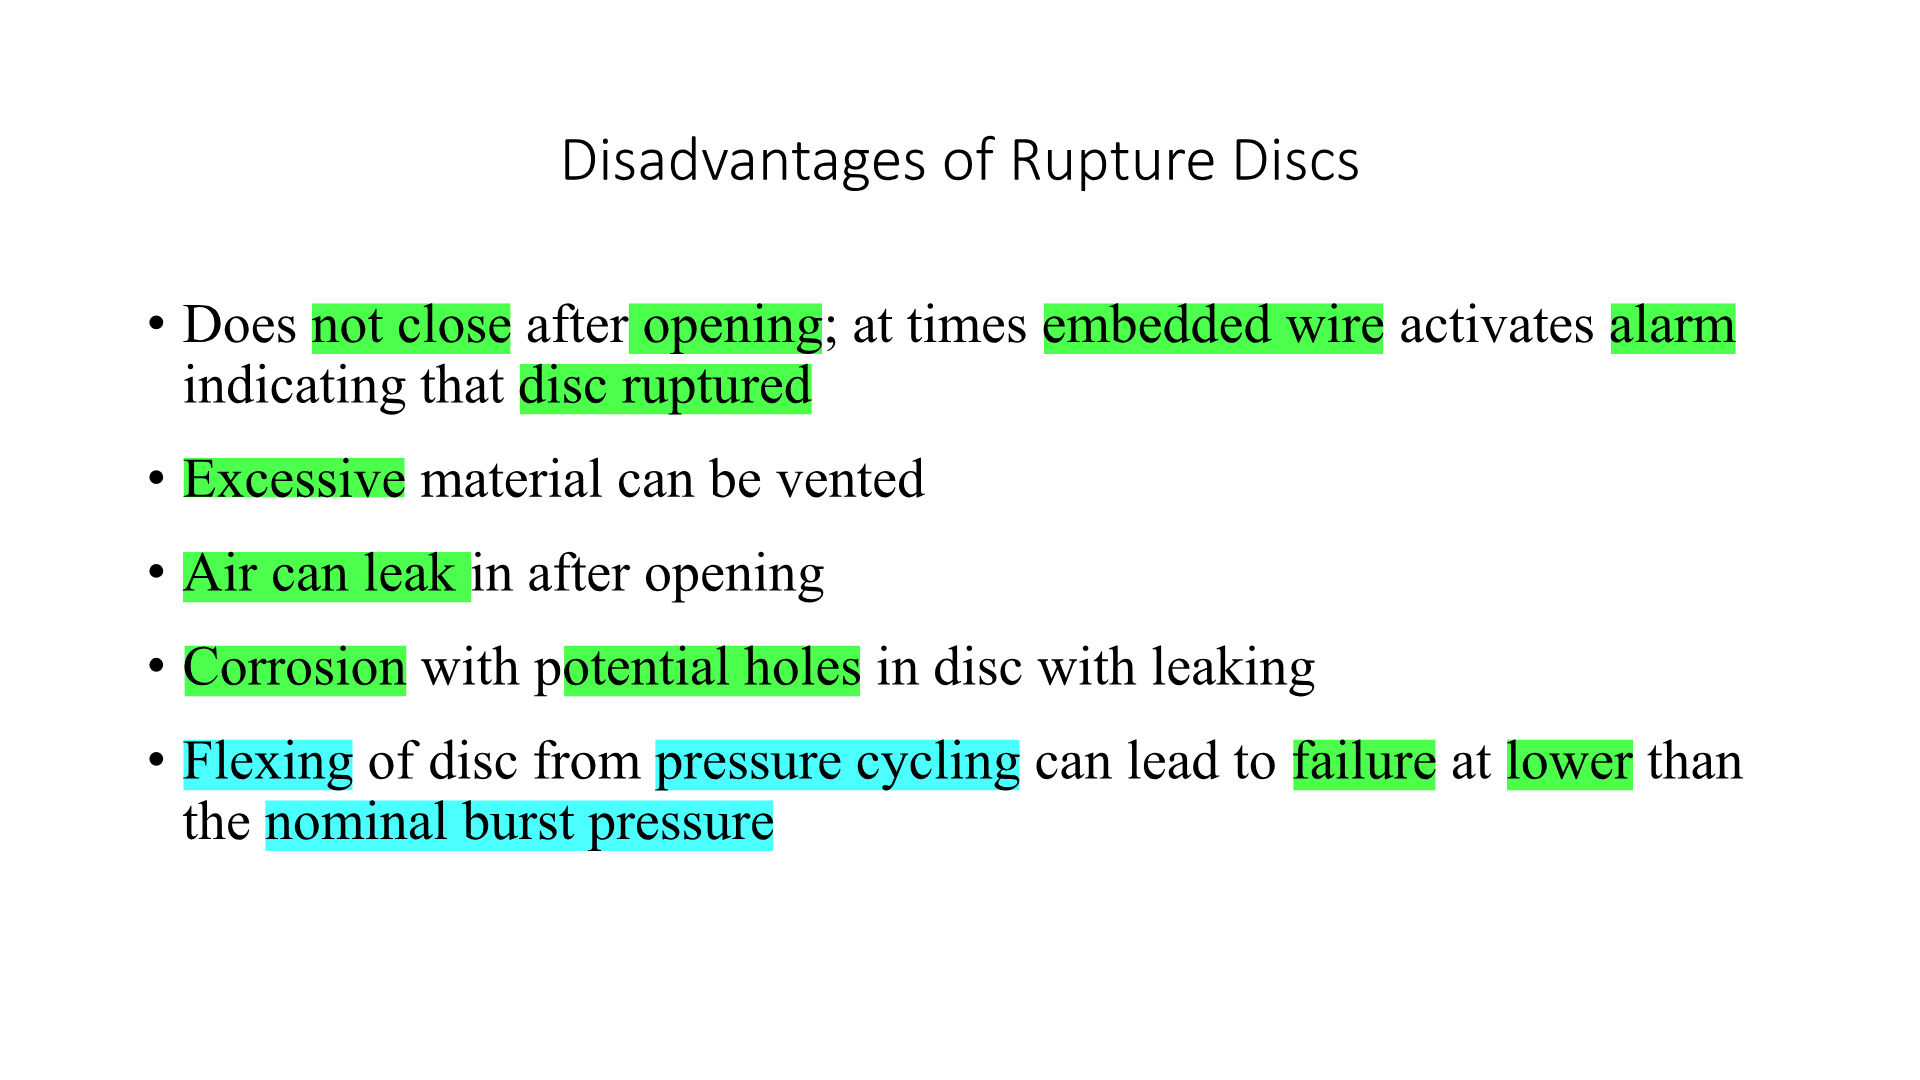 Disadvantages of Rupture Discs
• Does not close after opening; at times embedded wire activates alarm
indicating that disc ruptured
• Excessive material can be vented
• Air can leak in after opening
• Corrosion with potential holes in disc with leaking
• Flexing of disc from pressure cycling can lead to failure at lower than
the nominal burst pressure